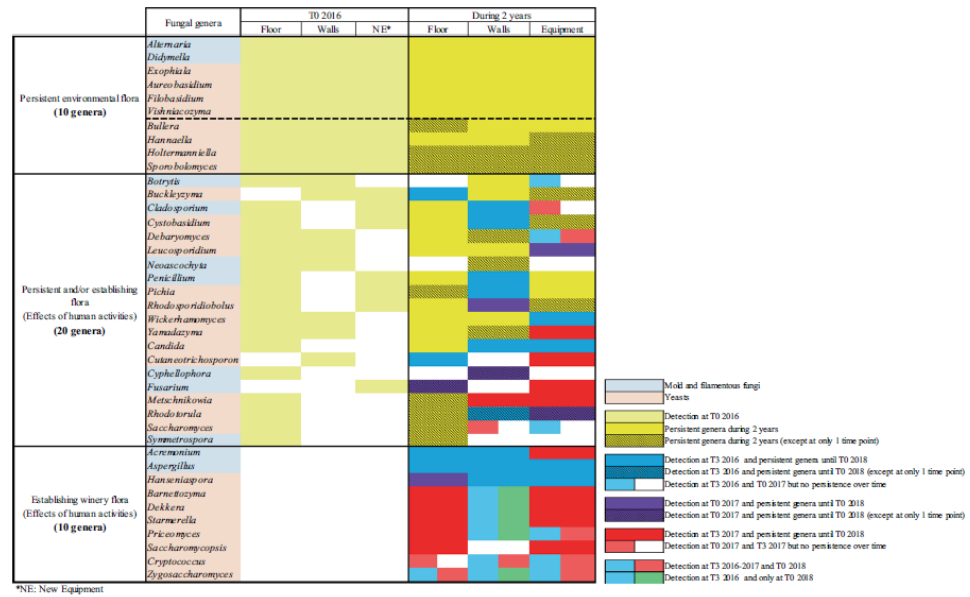 Fungal genera
T0 2016
During 2 years
Floor
Walls
NE*
Floor
Walls
Equipment
Persistent environmental flora
(10 genera)
Alternaria
Didymella
Exophiala
Aureobasidium
Filobasidium
Vishniacozyma
Bullera
Hannaella
Holtermanniella
Sporobolomyces
Persistent and/or establishing
flora
(Effects of human activities)
(20 genera)
Botrytis
Buckleyzyma
Cladosporium
Cystobasidium
Debaryomyces
Leucosporidium
Neoascochyta
Penicillium
Pichia
Rhodosporidiobolus
Wickerhamomyces
Yamadazyma
Candida
Cutaneotrichosporon
Cyphellophora
Fusarium
Metschnikowia
Rhodotorula
Saccharomyces
Symmetrospora
Establishing winery flora
(Effects of human activities)
(10 genera)
Acremonium
Aspergillus
Hanseniaspora
Barnettozyma
Dekkera
Starmerella
Priceomyces
Saccharomycopsis
Cryptococcus
Zygosaccharomyces
*NE: New Equipment
Mold and filamentous fungi
Yeasts
Detection at T0 2016
Persistent genera during 2 years
Persistent genera during 2 years (except at only 1 time point)
Detection at T3 2016 and persistent genera until T0 2018
Detection at T3 2016 and persistent genera until T0 2018 (except at only 1 time point)
Detection at T3 2016 and T0 2017 but no persistence over time
Detection at T0 2017 and persistent genera until T0 2018
Detection at T0 2017 and persistent genera until T0 2018 (except at only 1 time point)
Detection at T3 2017 and persistent genera until T0 2018
Detection at T0 2017 and T3 2017 but no persistence over time
Detection at T3 2016-2017 and T0 2018
Detection at T3 2016 and only at T0 2018